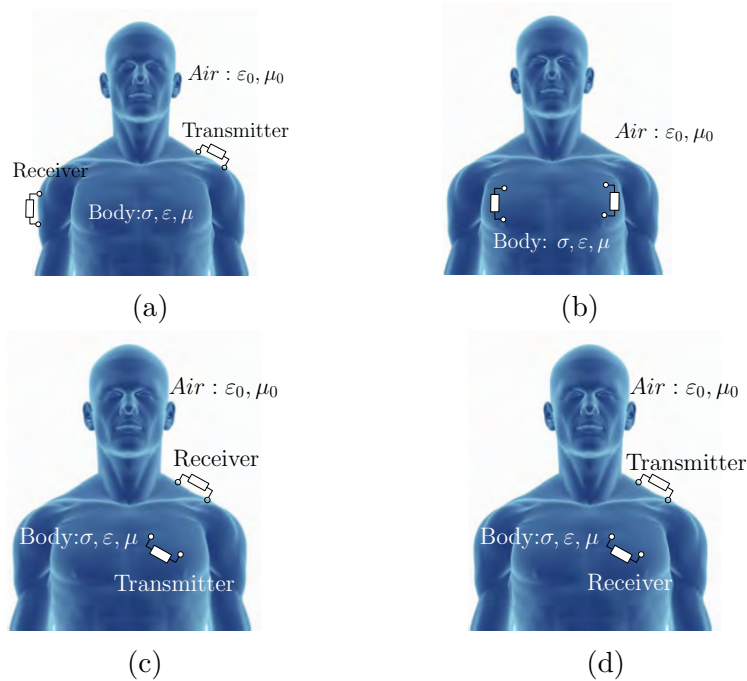 Air : ε₀, μ₀
Transmitter
Receiver
Body:σ, ε, μ
(a)
Air : ε₀, μ₀
Body: σ, ε, μ
(b)
Air : ε₀, μ₀
Receiver
Body:σ, ε, μ
Transmitter
(c)
Air : ε₀, μ₀
Transmitter
Body:σ, ε, μ
Receiver
(d)